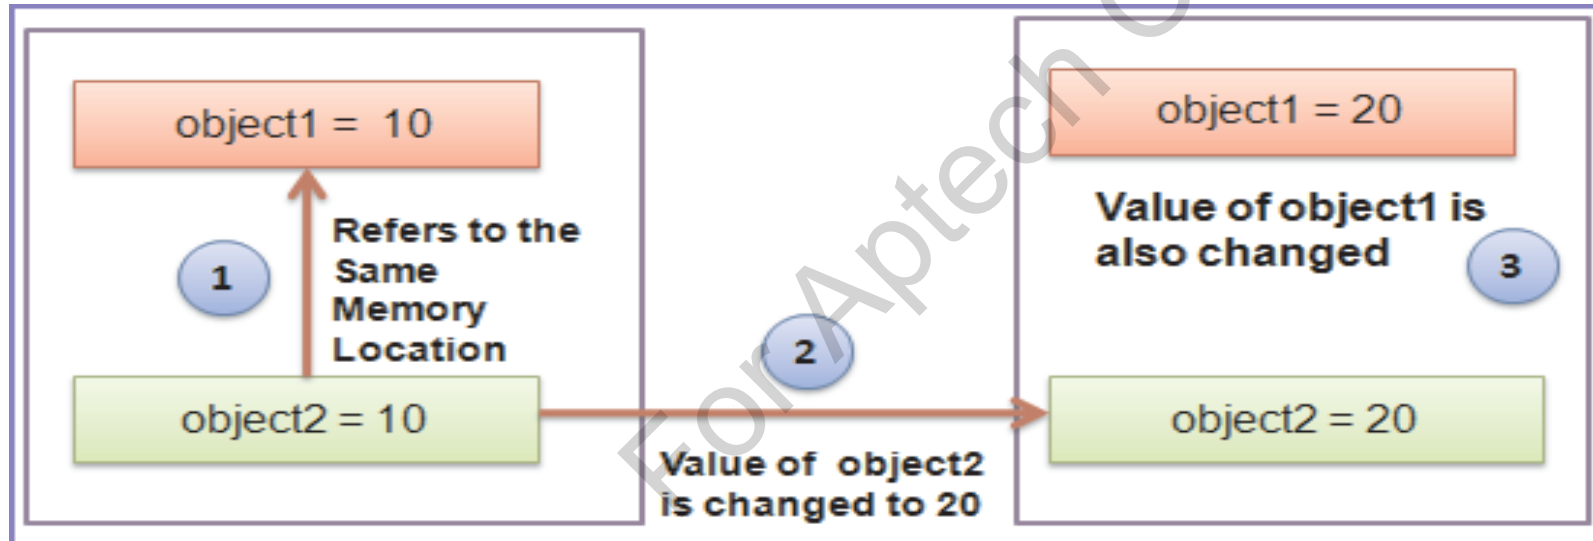 object1 = 10
1
Refers to the
Same
Memory
Location
object2 = 10
2
Value of object2
is changed to 20
object1 = 20
Value of object1 is
also changed
3
object2 = 20
For Aptech C